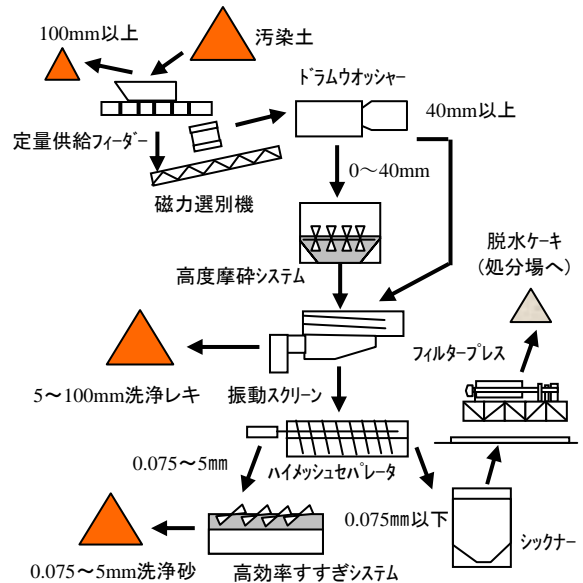 100mm以上
汚染土
ﾄﾞﾗﾑｳｵｯｼｬｰ
40mm以上
定量供給ﾌｨｰﾀﾞｰ
0～40mm
磁力選別機
脱水ケーキ
(処分場へ)
高度摩砕ｼｽﾃﾑ
ﾌｨﾙﾀｰﾌﾟﾚｽ
5～100mm洗浄レキ
振動ｽｸﾘｰﾝ
0.075～5mm
ﾊｲﾒｯｼｭｾﾊﾟﾚｰﾀ
0.075mm以下
ｼｯｸﾅｰ
0.075～5mm洗浄砂
高効率すすぎｼｽﾃﾑ